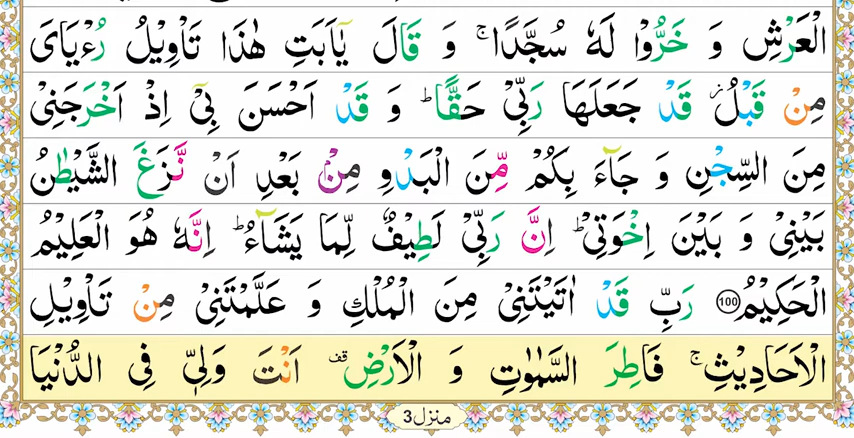 الْعَرْشِ وَ خَرُّوْا لَهٗ سُجَّدًا ۚ وَ قَالَ يٰۤاَبَتِ هٰذَا تَاْوِيْلُ رُءْيَايَ
مِنْ قَبْلُ ؗ قَدْ جَعَلَهَا رَبِّيْ حَقًّا ؕ وَ قَدْ اَحْسَنَ بِيْۤ اِذْ اَخْرَجَنِيْ
مِنَ السِّجْنِ وَ جَآءَ بِكُمْ مِّنَ الْبَدْوِ مِنْۢ بَعْدِ اَنْ نَّزَغَ الشَّيْطٰنُ
بَيْنِيْ وَ بَيْنَ اِخْوَتِيْ ؕ اِنَّ رَبِّيْ لَطِيْفٌ لِّمَا يَشَآءُ ؕ اِنَّهٗ هُوَ الْعَلِيْمُ
الْحَكِيْمُ 100 رَبِّ قَدْ اٰتَيْتَنِيْ مِنَ الْمُلْكِ وَ عَلَّمْتَنِيْ مِنْ تَاْوِيْلِ
الْاَحَادِيْثِ ۚ فَاطِرَ السَّمٰوٰتِ وَ الْاَرْضِ قف اَنْتَ وَلِيّٖ فِي الدُّنْيَا
منزل3